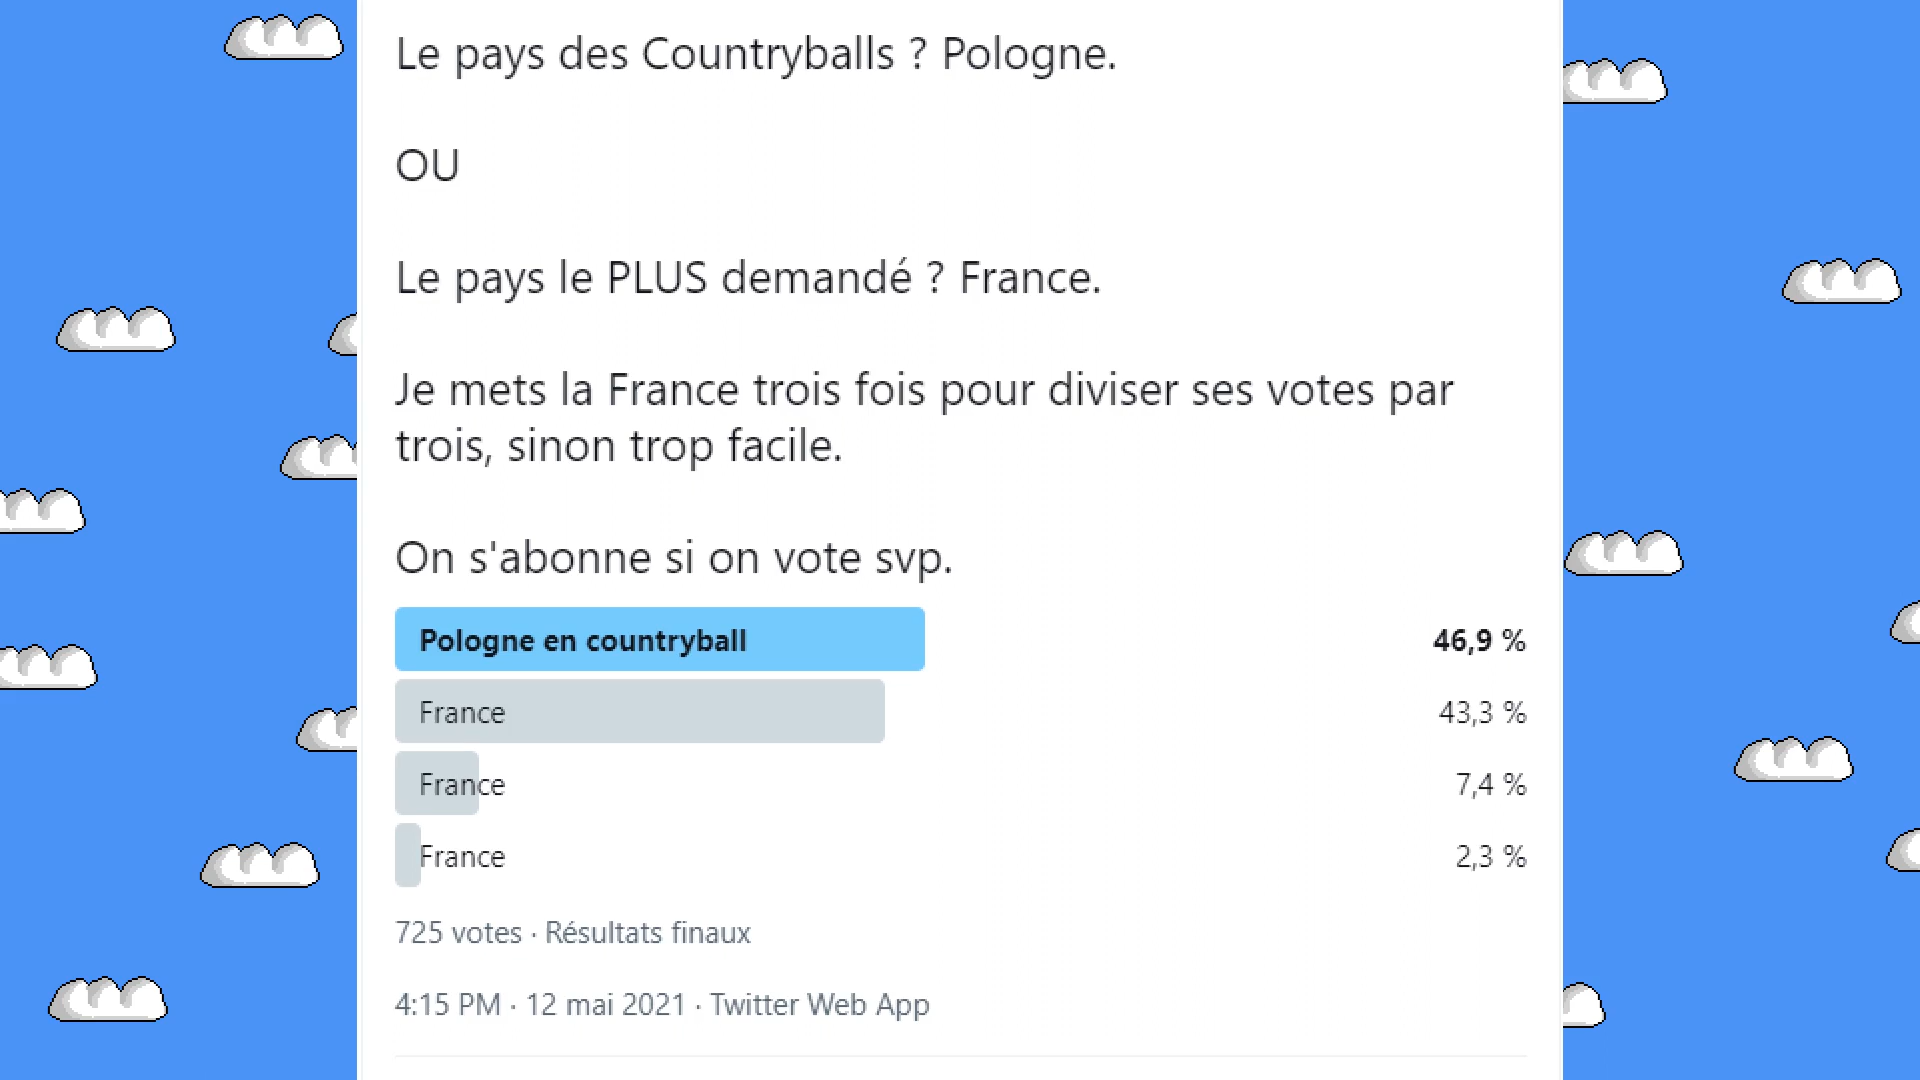 Le pays des Countryballs ? Pologne.
OU
Le pays le PLUS demandé ? France.
Je mets la France trois fois pour diviser ses votes par
trois, sinon trop facile.
On s'abonne si on vote svp.
Pologne en countryball 46,9 %
France 43,3 %
France 7,4 %
France 2,3 %
725 votes · Résultats finaux
4:15 PM · 12 mai 2021 · Twitter Web App